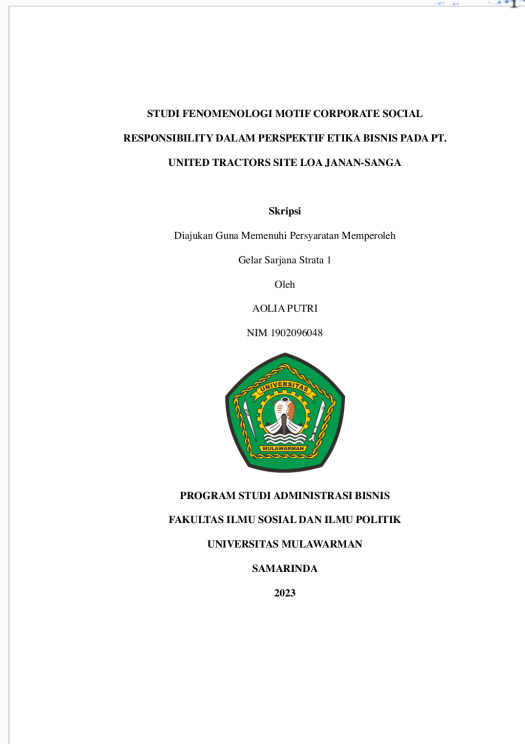 1
STUDI FENOMENOLOGI MOTIF CORPORATE SOCIAL
RESPONSIBILITY DALAM PERSPEKTIF ETIKA BISNIS PADA PT.
UNITED TRACTORS SITE LOA JANAN-SANGA
Skripsi
Diajukan Guna Memenuhi Persyaratan Memperoleh
Gelar Sarjana Strata 1
Oleh
AOLIA PUTRI
NIM 1902096048
UNIVERSITAS
MULAWARMAN
PROGRAM STUDI ADMINISTRASI BISNIS
FAKULTAS ILMU SOSIAL DAN ILMU POLITIK
UNIVERSITAS MULAWARMAN
SAMARINDA
2023